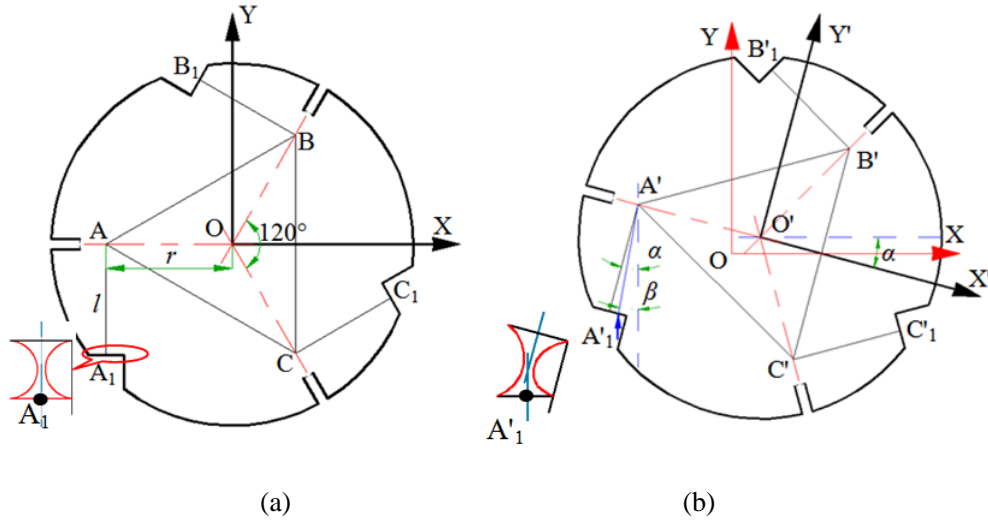 Y
B₁
B
A
O
120°
X
r
l
C₁
C
A₁
A₁
(a)
Y
B'₁
Y'
B'
A'
O'
O
X
α
X'
α
β
A'₁
C'₁
C'
A'₁
(b)